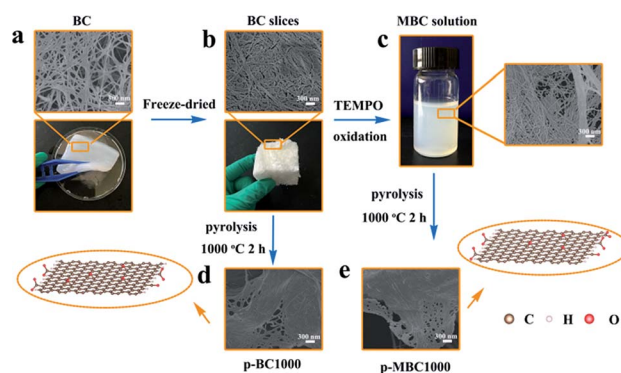 BC
BC slices
MBC solution
a
b
c
300 nm
300 nm
300 nm
Freeze-dried
TEMPO
oxidation
pyrolysis
1000 °C 2 h
pyrolysis
1000 °C 2 h
d
e
300 nm
300 nm
C H O
p-BC1000
p-MBC1000